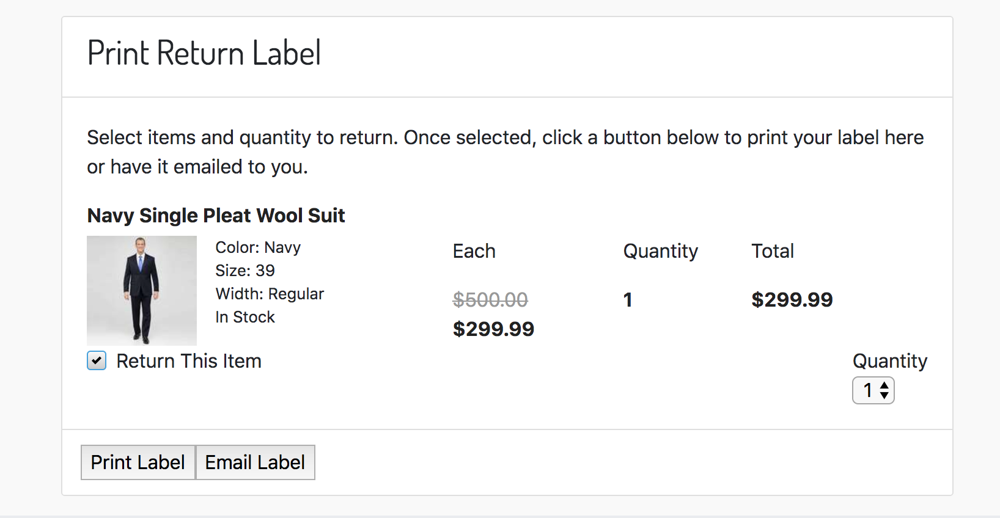 Print Return Label
Select items and quantity to return. Once selected, click a button below to print your label here
or have it emailed to you.
Navy Single Pleat Wool Suit
Color: Navy
Size: 39
Width: Regular
In Stock
Each
Quantity
Total
$500.00
1
$299.99
$299.99
Return This Item
Quantity
1
Print Label
Email Label